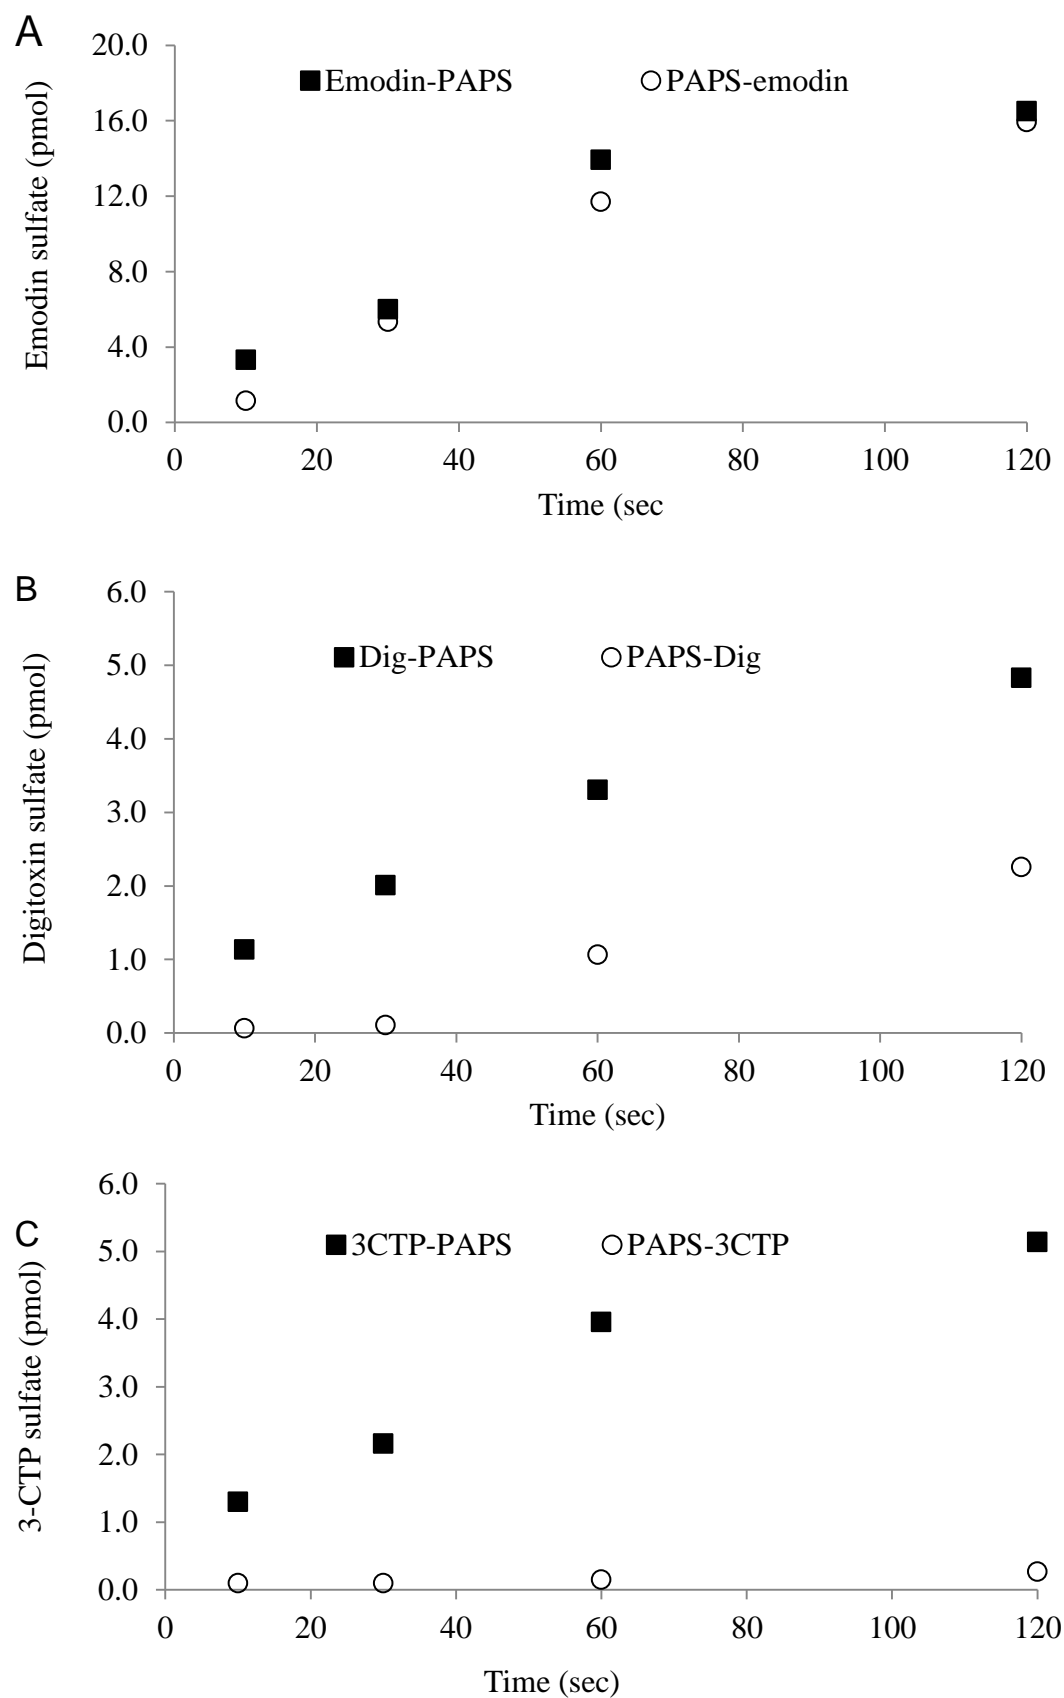 A
20.0
Emodin-PAPS PAPS-emodin
16.0
12.0
8.0
4.0
0.0
Emodin sulfate (pmol)
0 20 40 60 80 100 120
Time (sec
B
6.0
Dig-PAPS PAPS-Dig
5.0
4.0
3.0
2.0
1.0
0.0
Digitoxin sulfate (pmol)
0 20 40 60 80 100 120
Time (sec)
C
6.0
3CTP-PAPS PAPS-3CTP
5.0
4.0
3.0
2.0
1.0
0.0
3-CTP sulfate (pmol)
0 20 40 60 80 100 120
Time (sec)